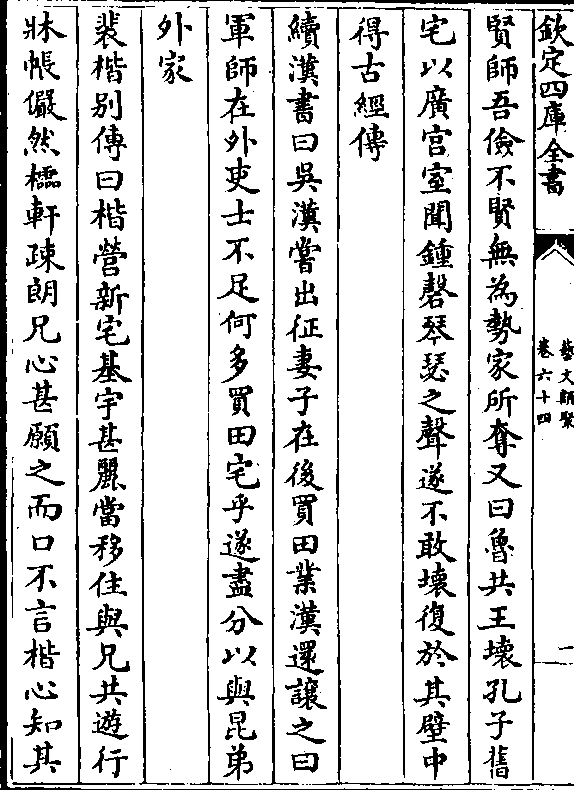 欽定四庫全書
藝文類聚
卷六十四
一
賢師吾儉不賢無為勢家所奪又曰魯共王壞孔子舊
宅以廣宫室聞鍾磬琴瑟之聲遂不敢壞復於其壁中
得古經傳
續漢書曰吳漢嘗出征妻子在後買田業漢還讓之曰
軍師在外吏士不足何多買田宅乎遂盡分以與昆弟
外家
裴楷别傳曰楷營新宅基宇甚麗當移住與兄共遊行
牀帳儼然櫺軒疎朗兄心甚願之而口不言楷心知其